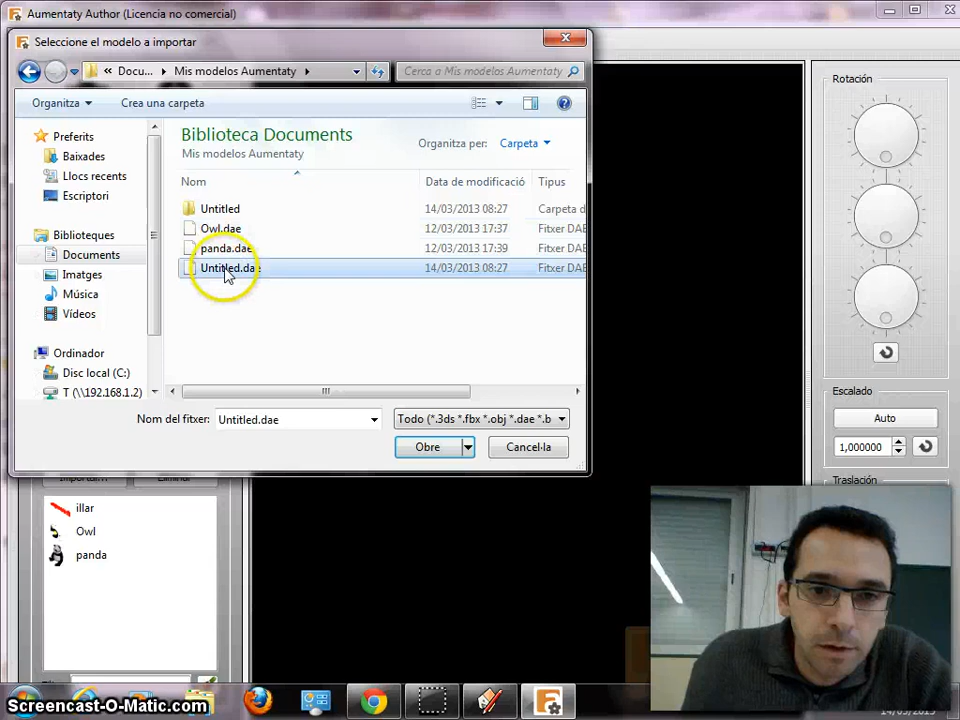 Aumentaty Author (Licencia no comercial)
Seleccione el modelo a importar
« Docu... ▸ Mis modelos Aumentaty ▸
Cerca a Mis modelos Aumentaty
Organitza
Crea una carpeta
Preferits
Baixades
Llocs recents
Escriptori
Biblioteques
Documents
Imatges
Música
Vídeos
Ordinador
Disc local (C:)
T (\\192.168.1.2)
Biblioteca Documents
Mis modelos Aumentaty
Organitza per: Carpeta
Nom Data de modificació Tipus
Untitled 14/03/2013 08:27 Carpeta d
Owl.dae 12/03/2013 17:37 Fitxer DAE
panda.dae 12/03/2013 17:39 Fitxer DAE
Untitled.dae 14/03/2013 08:27 Fitxer DAE
Nom del fitxer: Untitled.dae
Todo (*.3ds *.fbx *.obj *.dae *.b
Obre
Cancel·la
illar
Owl
panda
Rotación
Escalado
Auto
1,000000
Traslación
Screencast-O-Matic.com